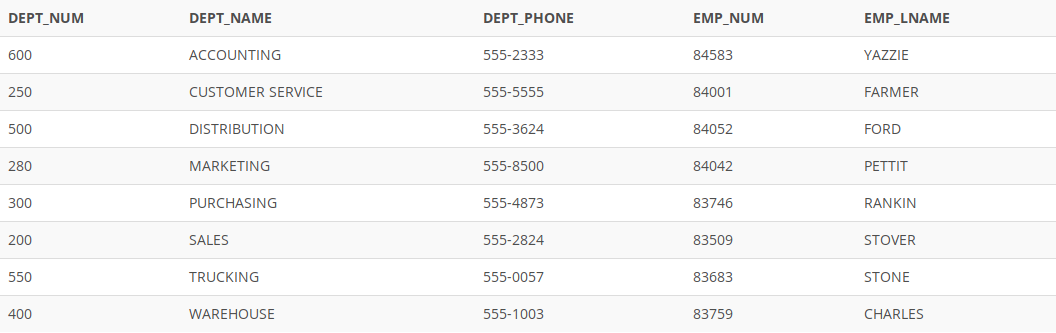 DEPT_NUM DEPT_NAME DEPT_PHONE EMP_NUM EMP_LNAME
600 ACCOUNTING 555-2333 84583 YAZZIE
250 CUSTOMER SERVICE 555-5555 84001 FARMER
500 DISTRIBUTION 555-3624 84052 FORD
280 MARKETING 555-8500 84042 PETTIT
300 PURCHASING 555-4873 83746 RANKIN
200 SALES 555-2824 83509 STOVER
550 TRUCKING 555-0057 83683 STONE
400 WAREHOUSE 555-1003 83759 CHARLES